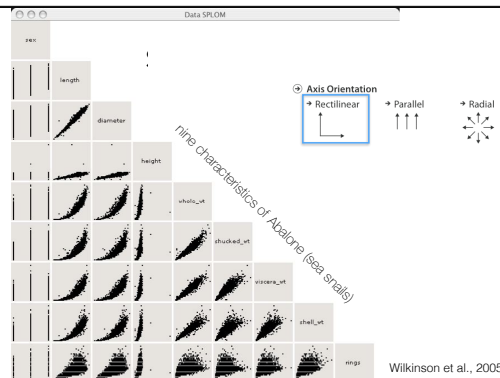 Data SPLOM
sex
length
diameter
height
whole_wt
shucked_wt
viscera_wt
shell_wt
rings
nine characteristics of Abalone (sea snails)
Axis Orientation
Rectilinear
Parallel
Radial
Wilkinson et al., 2005